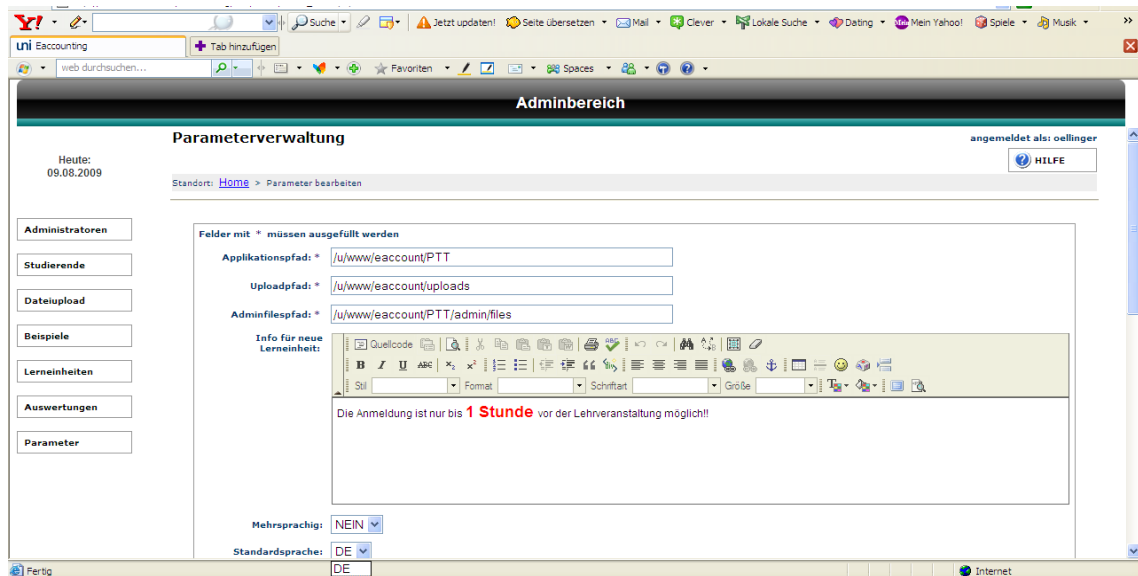 Y! Suche Jetzt updaten! Seite übersetzen Mail Clever Lokale Suche Dating Mein Yahoo! Spiele Musik »
uni Eaccounting Tab hinzufügen
web durchsuchen... Favoriten Spaces
Adminbereich
Parameterverwaltung
angemeldet als: oellinger
Heute:
09.08.2009
HILFE
Standort: Home > Parameter bearbeiten
Administratoren
Studierende
Dateiupload
Beispiele
Lerneinheiten
Auswertungen
Parameter
Felder mit * müssen ausgefüllt werden
Applikationspfad: * /u/www/eaccount/PTT
Uploadpfad: * /u/www/eaccount/uploads
Adminfilespfad: * /u/www/eaccount/PTT/admin/files
Info für neue
Lerneinheit:
Quellcode
B I U ABC x₂ x²
Stil Format Schriftart Größe
Die Anmeldung ist nur bis 1 Stunde vor der Lehrveranstaltung möglich!!
Mehrsprachig: NEIN
Standardsprache: DE
DE
Fertig Internet